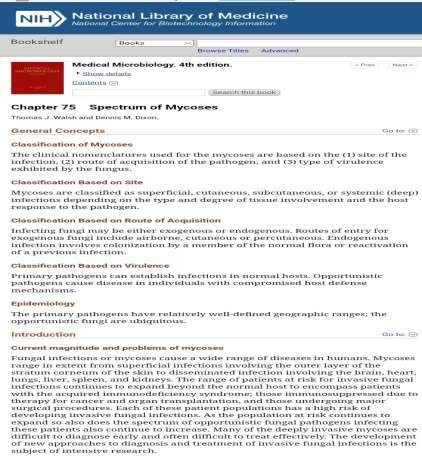 NIH National Library of Medicine
National Center for Biotechnology Information
Bookshelf
Books
Browse Titles Advanced
Medical Microbiology. 4th edition.
< Prev Next >
Show details
Contents
Search this book
Chapter 75 Spectrum of Mycoses
Thomas J. Walsh and Dennis M. Dixon.
General Concepts
Go to:
Classification of Mycoses
The clinical nomenclatures used for the mycoses are based on the (1) site of the
infection, (2) route of acquisition of the pathogen, and (3) type of virulence
exhibited by the fungus.
Classification Based on Site
Mycoses are classified as superficial, cutaneous, subcutaneous, or systemic (deep)
infections depending on the type and degree of tissue involvement and the host
response to the pathogen.
Classification Based on Route of Acquisition
Infecting fungi may be either exogenous or endogenous. Routes of entry for
exogenous fungi include airborne, cutaneous or percutaneous. Endogenous
infection involves colonization by a member of the normal flora or reactivation
of a previous infection.
Classification Based on Virulence
Primary pathogens can establish infections in normal hosts. Opportunistic
pathogens cause disease in individuals with compromised host defense
mechanisms.
Epidemiology
The primary pathogens have relatively well-defined geographic ranges; the
opportunistic fungi are ubiquitous.
Introduction
Go to:
Current magnitude and problems of mycoses
Fungal infections or mycoses cause a wide range of diseases in humans. Mycoses
range in extent from superficial infections involving the outer layer of the
stratum corneum of the skin to disseminated infection involving the brain, heart,
lungs, liver, spleen, and kidneys. The range of patients at risk for invasive fungal
infections continues to expand beyond the normal host to encompass patients
with the acquired immunodeficiency syndrome; those immunosuppressed due to
therapy for cancer and organ transplantation, and those undergoing major
surgical procedures. Each of these patient populations has a high risk of
developing invasive fungal infections. As the population at risk continues to
expand so also does the spectrum of opportunistic fungal pathogens infecting
these patients also continue to increase. Many of the deeply invasive mycoses are
difficult to diagnose early and often difficult to treat effectively. The development
of new approaches to diagnosis and treatment of invasive fungal infections is the
subject of intensive research.